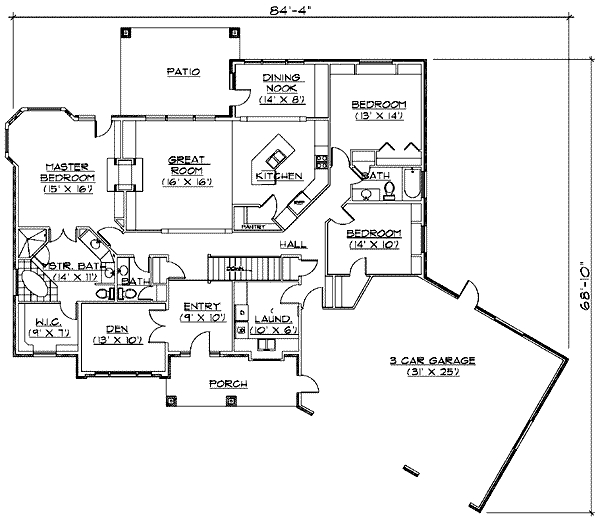 84'-4"
PATIO
DINING
NOOK
(14' X 8')
BEDROOM
(13' X 14')
MASTER
BEDROOM
(15' X 16')
GREAT
ROOM
(16' X 16')
KITCHEN
BATH
PANTRY
BEDROOM
(14' X 10')
HALL
STR. BATH
(14' X 11')
BATH
DOWN
W.I.C.
(9' X 7')
DEN
(13' X 10')
ENTRY
(9' X 10')
LAUND.
(10' X 6')
PORCH
3 CAR GARAGE
(31' X 25')
68'-10"